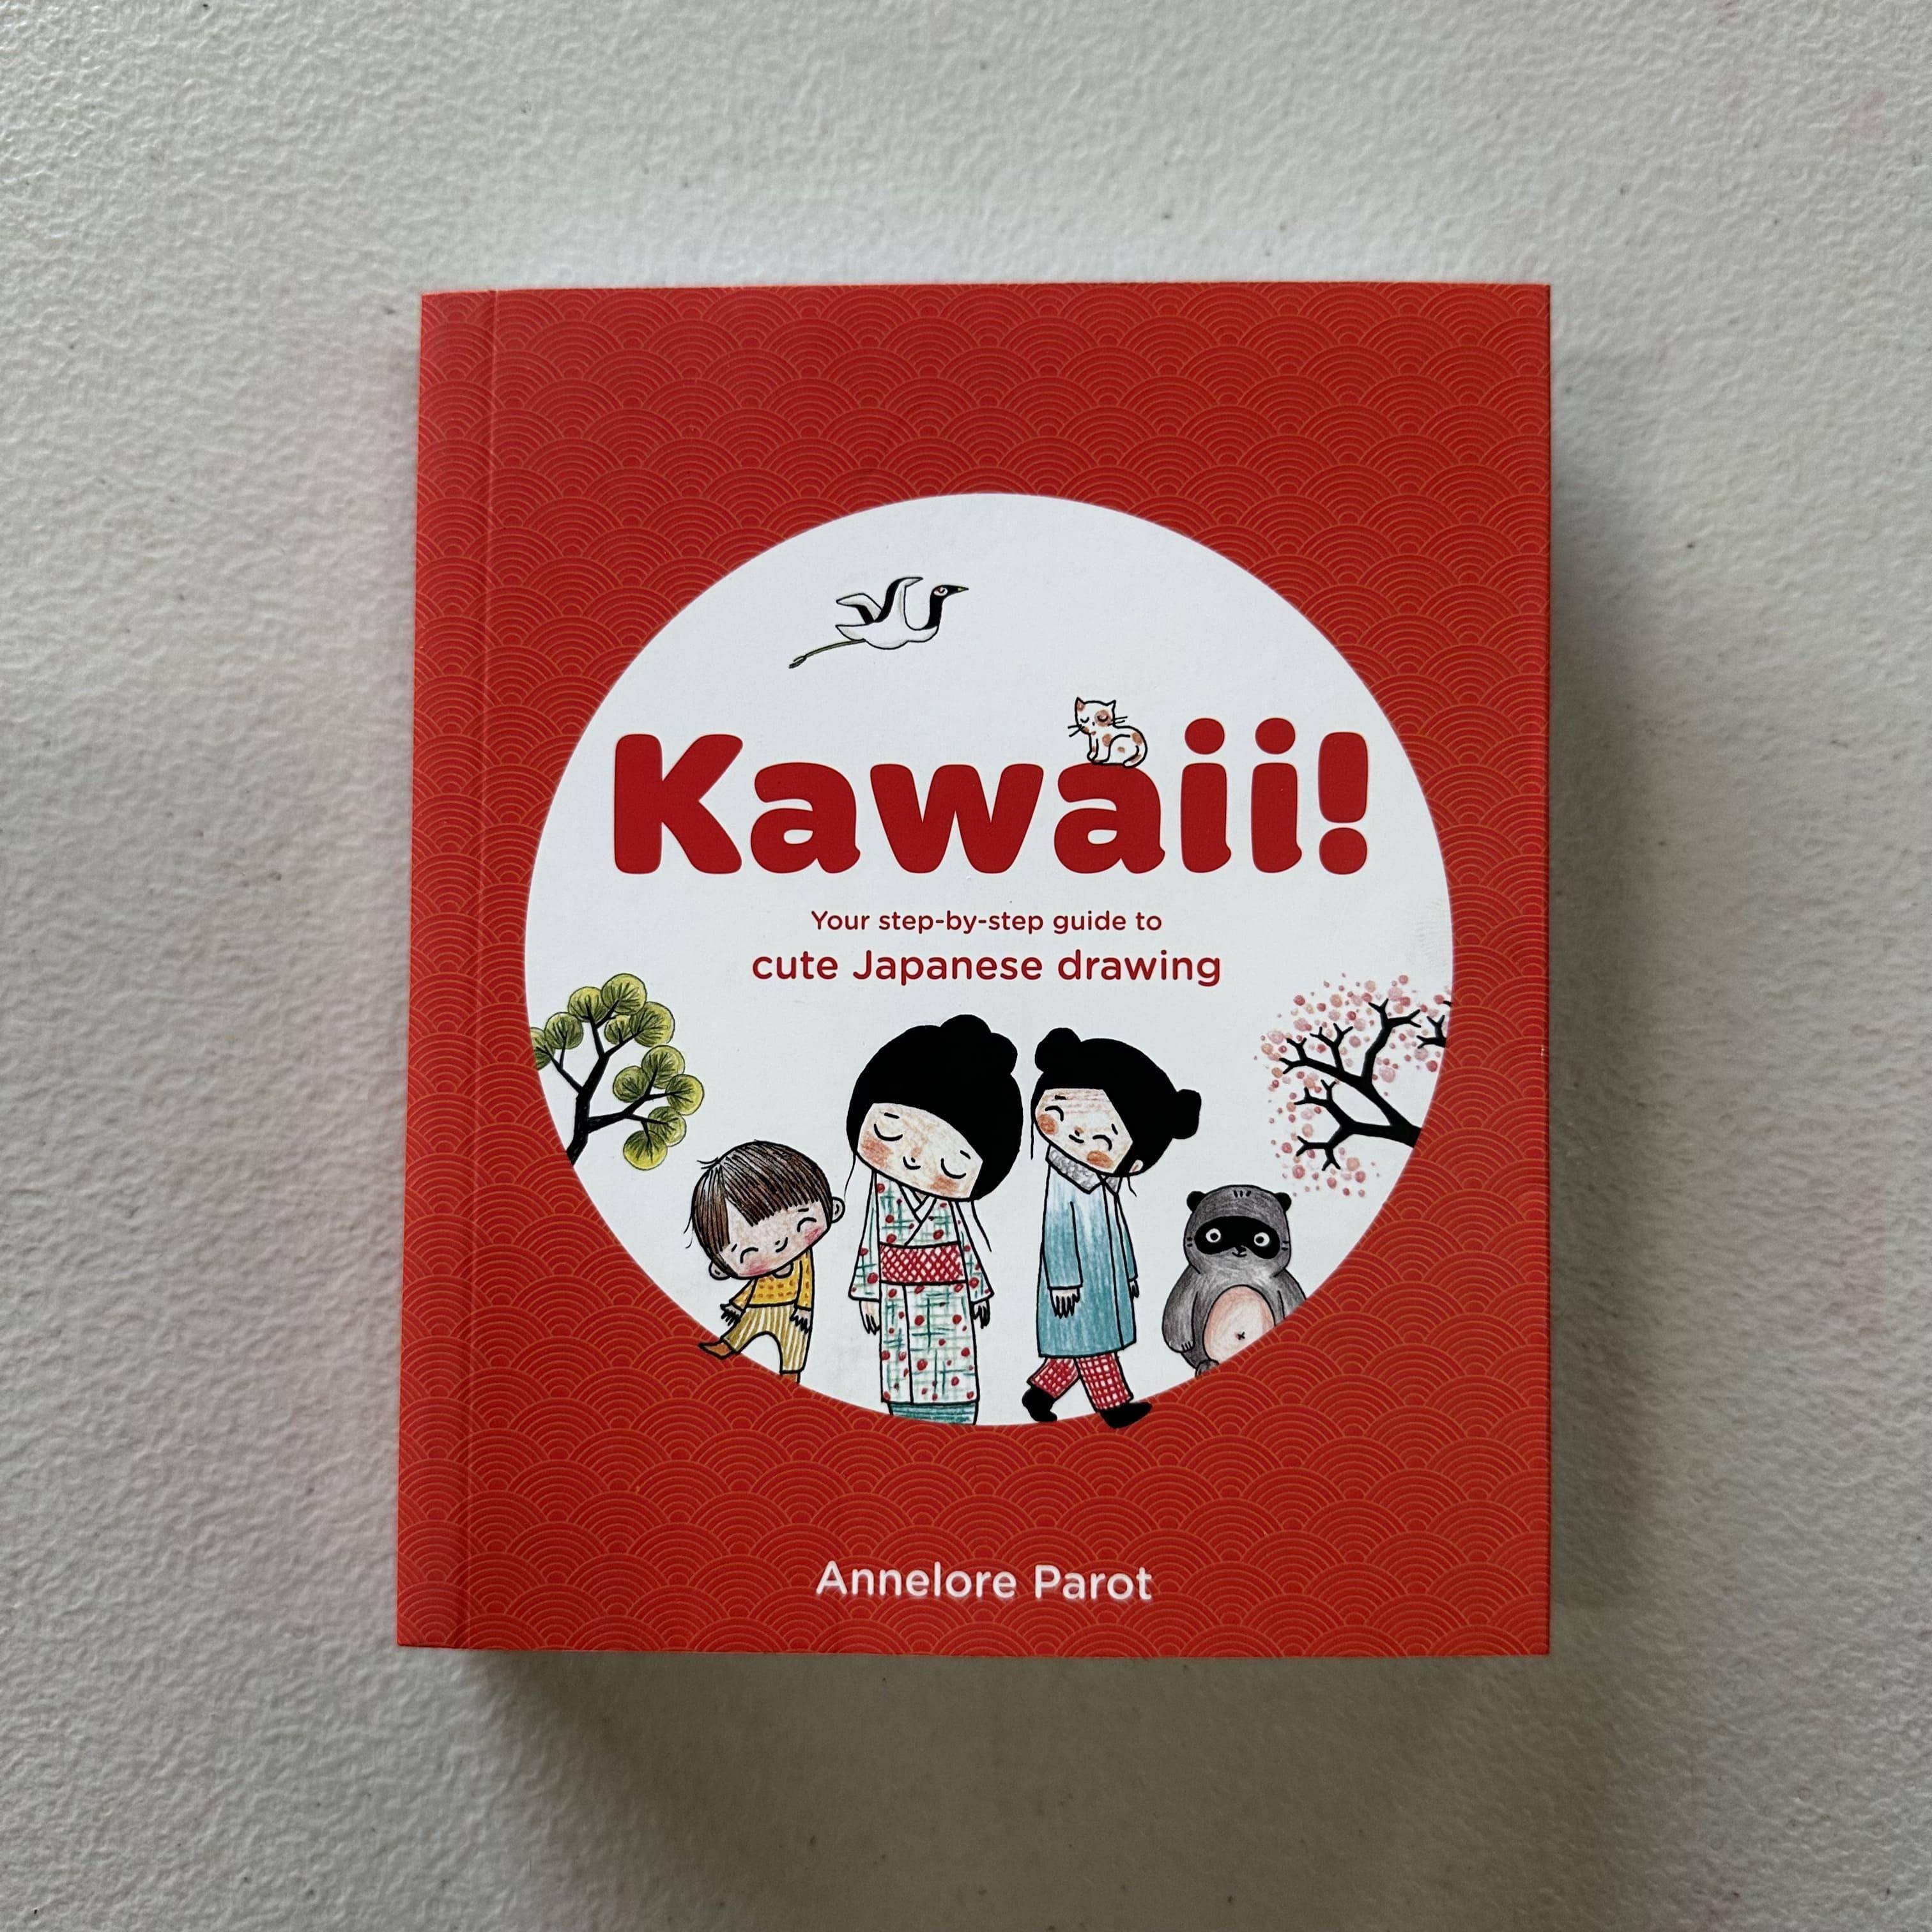 Kawaii!
Your step-by-step guide to
cute Japanese drawing
Annelore Parot